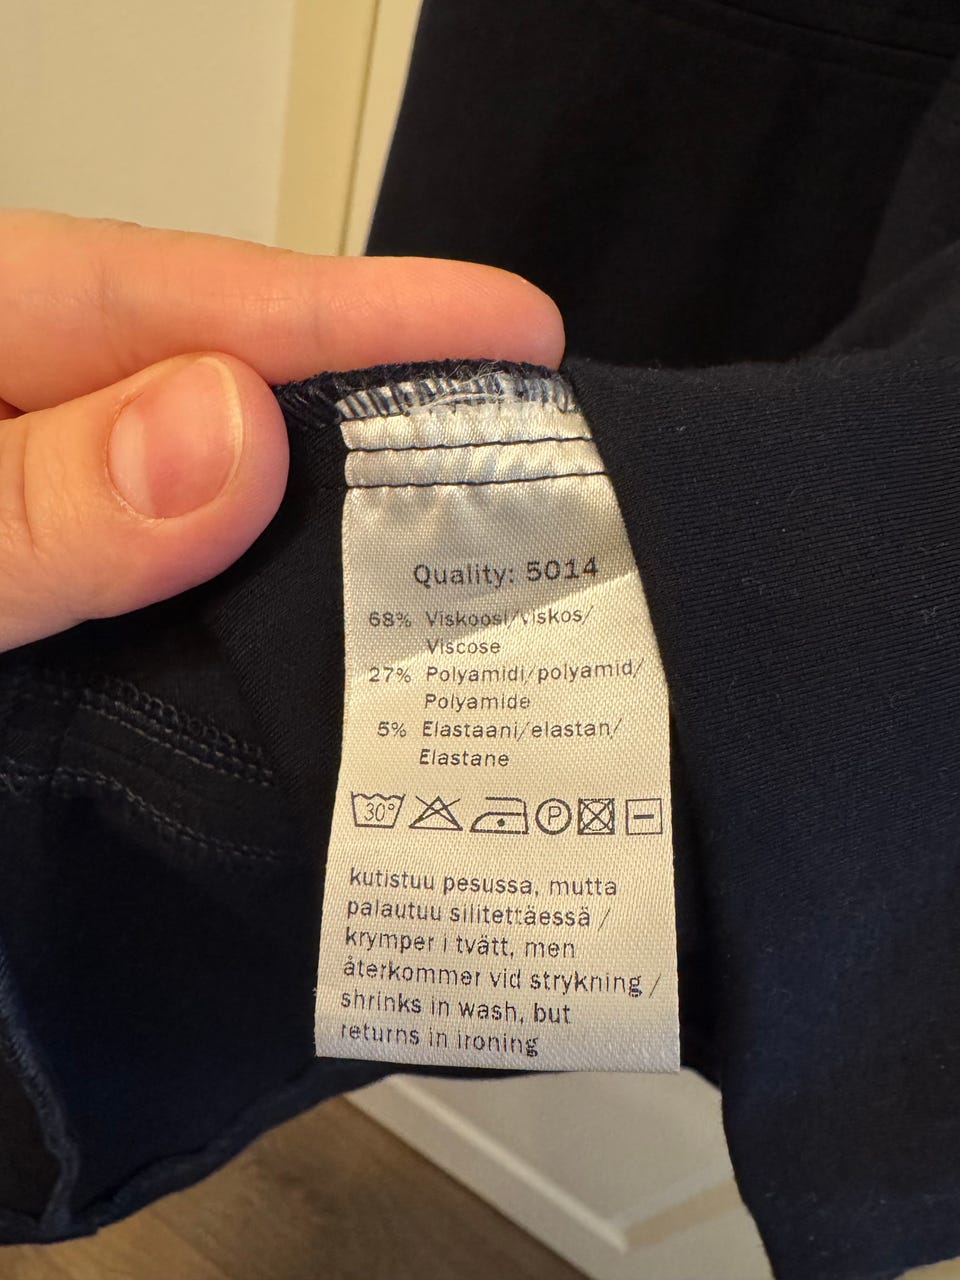 Quality: 5014
68% Viskoosi/viskos/
Viscose
27% Polyamidi/polyamid/
Polyamide
5% Elastaani/elastan/
Elastane
30° P
kutistuu pesussa, mutta
palautuu silitettäessä /
krymper i tvätt, men
återkommer vid strykning /
shrinks in wash, but
returns in ironing